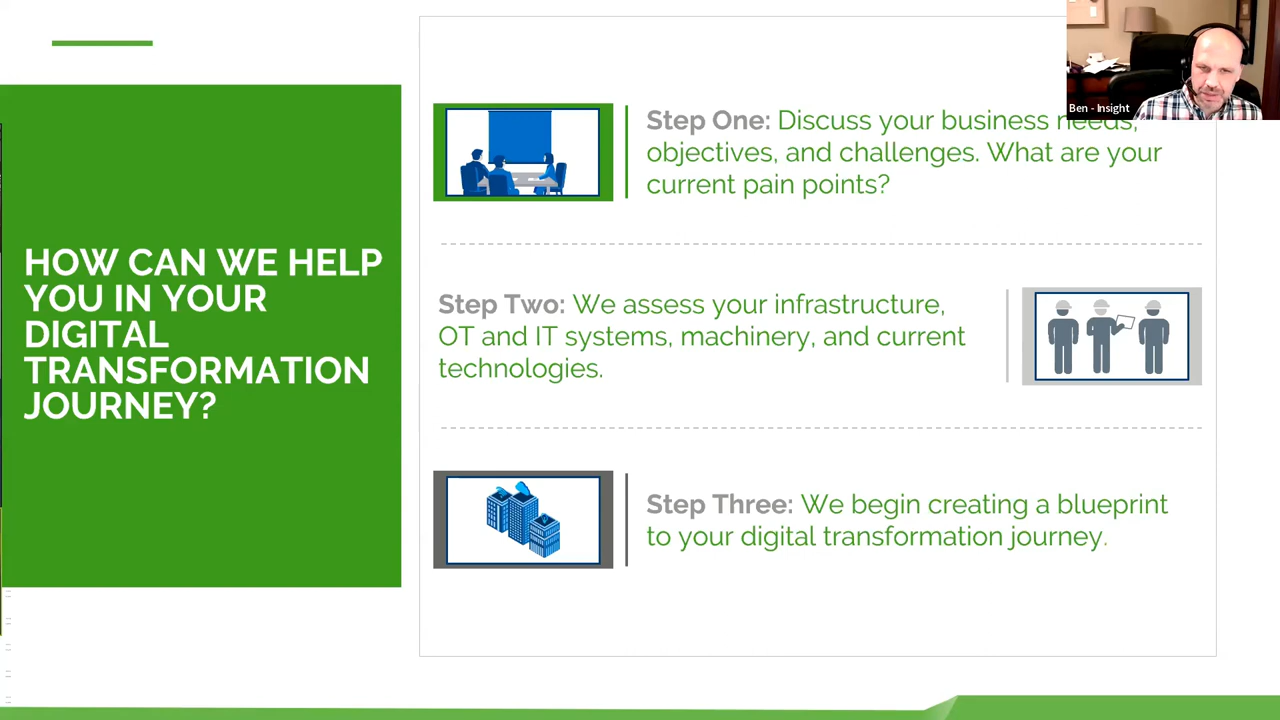 HOW CAN WE HELP
YOU IN YOUR
DIGITAL
TRANSFORMATION
JOURNEY?
Step One: Discuss your business needs,
objectives, and challenges. What are your
current pain points?
Step Two: We assess your infrastructure,
OT and IT systems, machinery, and current
technologies.
Step Three: We begin creating a blueprint
to your digital transformation journey.
Ben - Insight